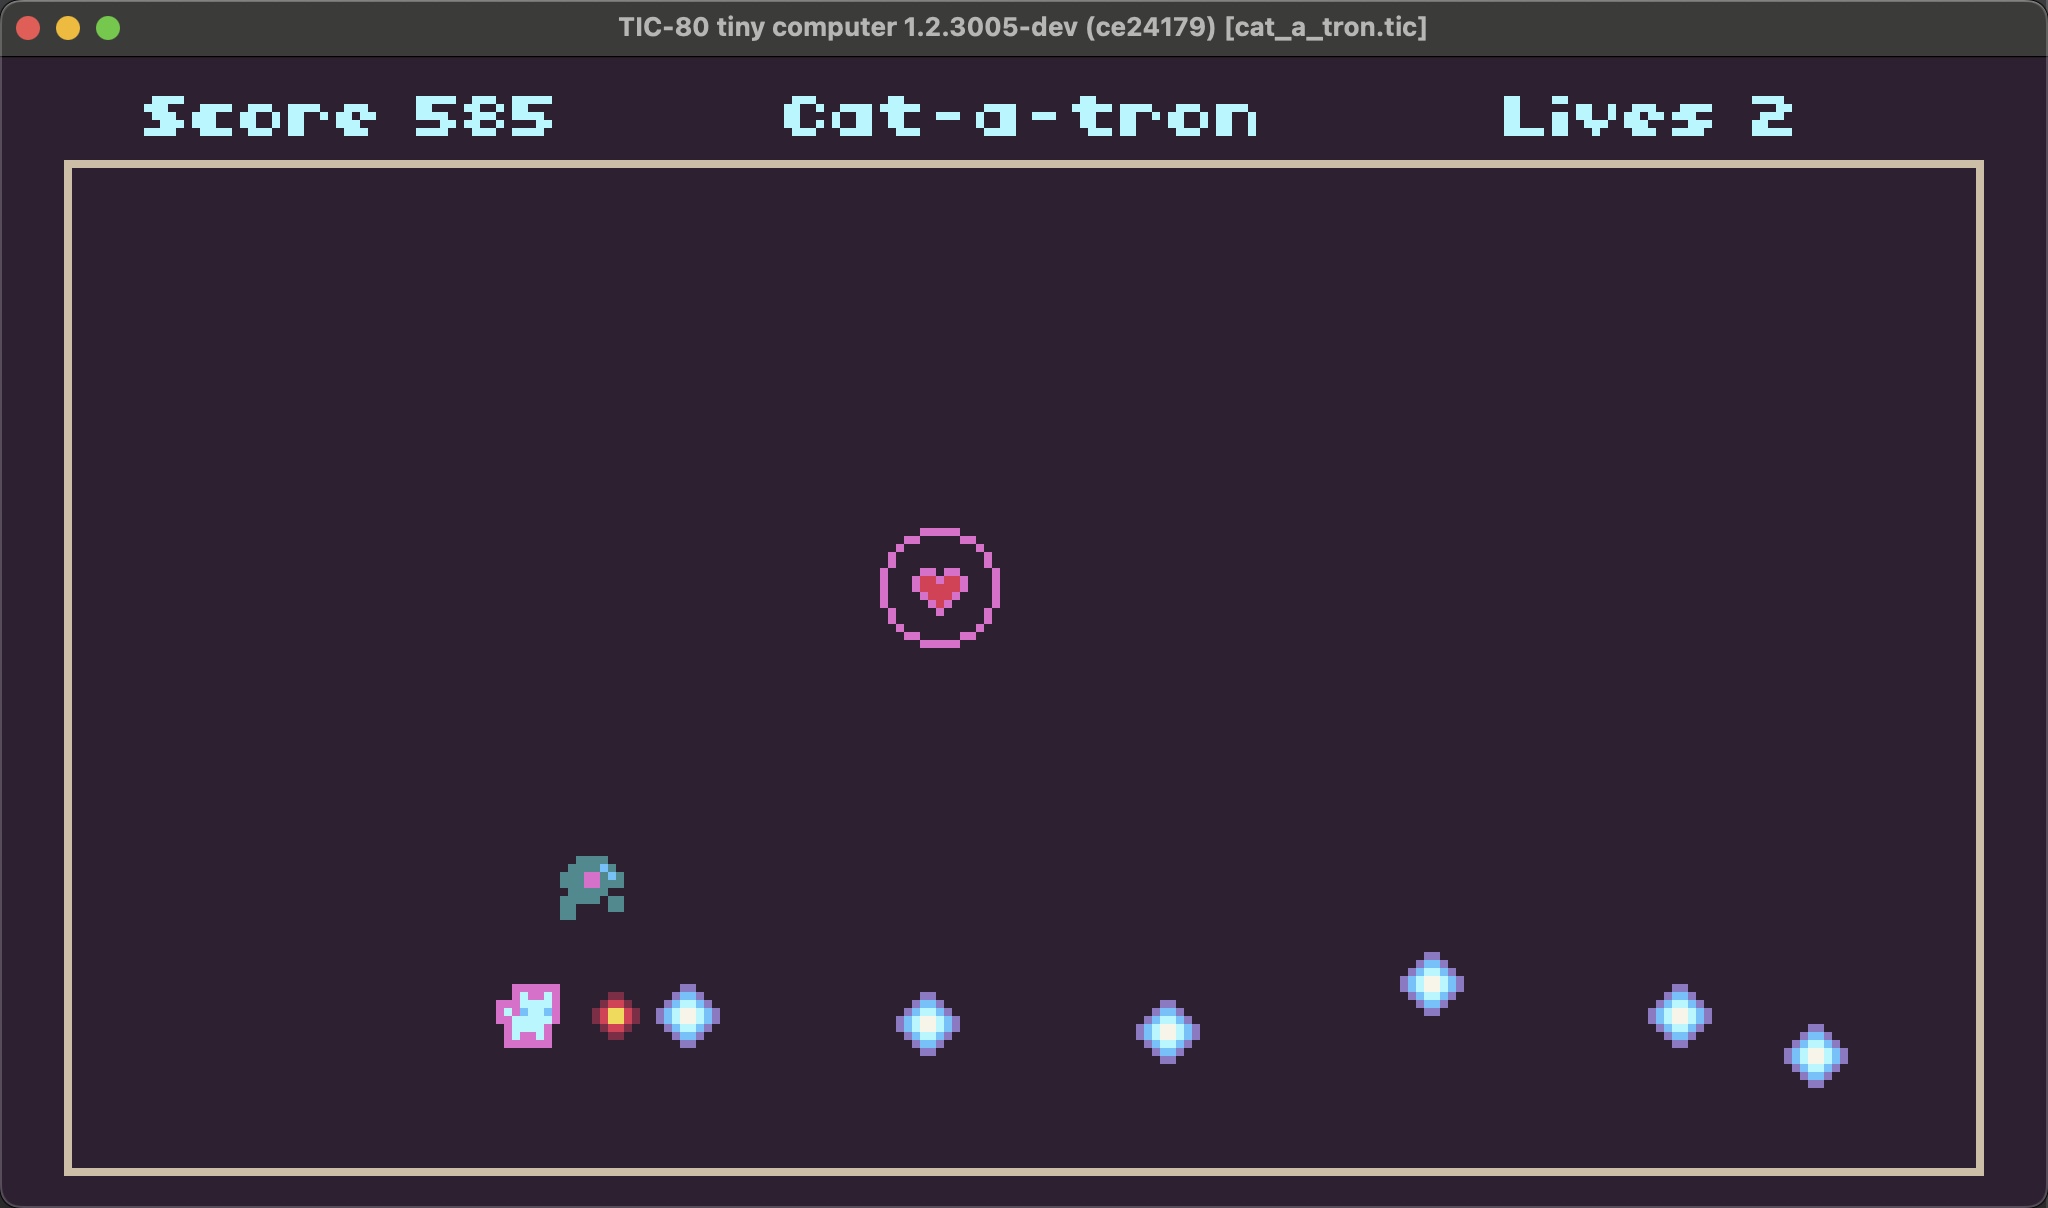 TIC-80 tiny computer 1.2.3005-dev (ce24179) [cat_a_tron.tic]
Score 585 Cat-a-tron Lives 2